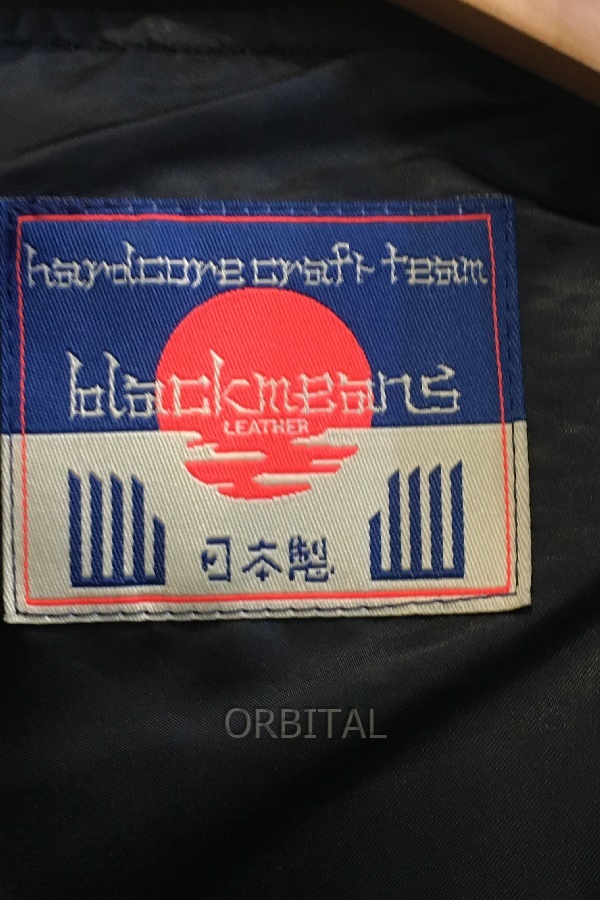 hardcore craft team
blackmeans
LEATHER
日本製
ORBITAL